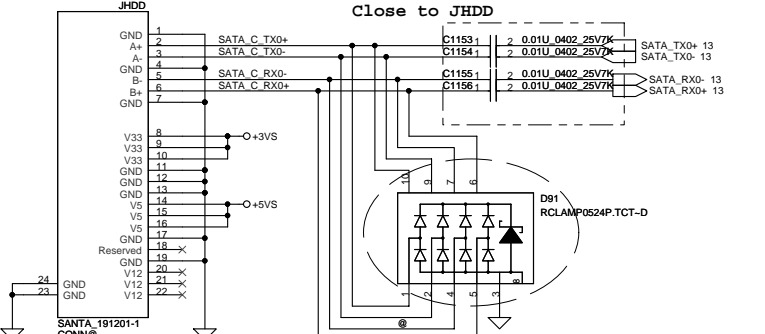 JHDD
Close to JHDD
GND 1
A+ 2 SATA_C_TX0+ C1153 1 2 0.01U_0402_25V7K SATA_TX0+ 13
A- 3 SATA_C_TX0- C1154 1 2 0.01U_0402_25V7K SATA_TX0- 13
GND 4
B- 5 SATA_C_RX0- C1155 1 2 0.01U_0402_25V7K SATA_RX0- 13
B+ 6 SATA_C_RX0+ C1156 1 2 0.01U_0402_25V7K SATA_RX0+ 13
GND 7
V33 8 +3VS
V33 9
V33 10
GND 11
GND 12
GND 13
V5 14 +5VS
V5 15
V5 16
GND 17
Reserved 18
GND 19
V12 20
V12 21
V12 22
24 GND
23 GND
SANTA_191201-1
CONN@
10 9 7 6
D91
RCLAMP0524P.TCT~D
1 2 4 5 3 8
@